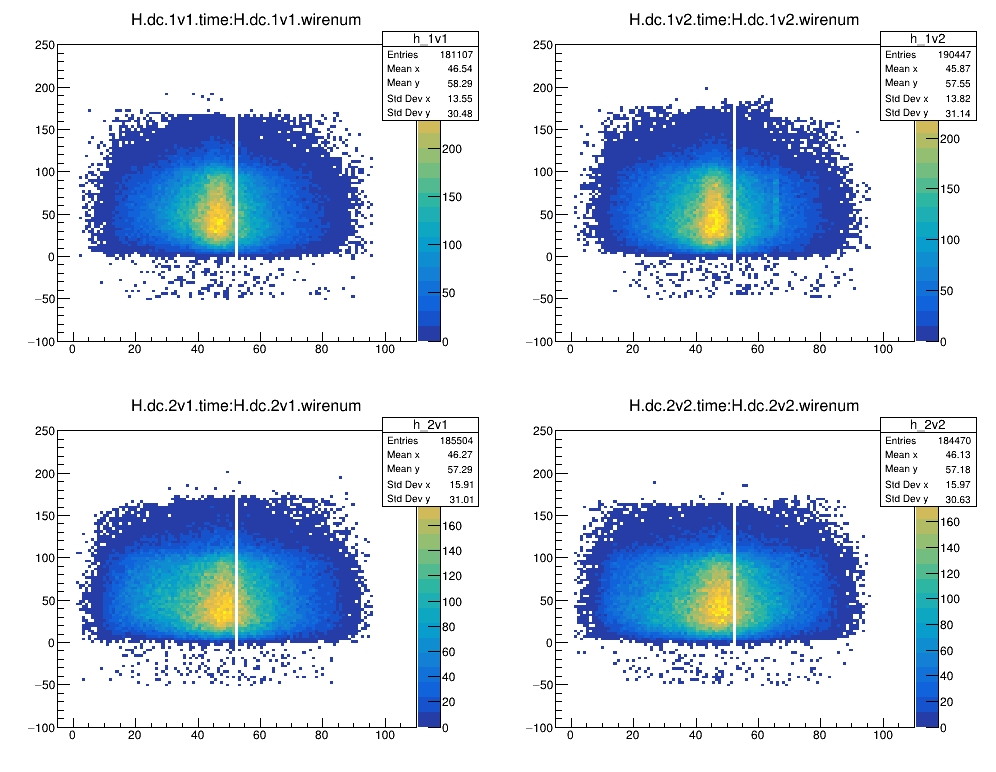 H.dc.1v1.time:H.dc.1v1.wirenum
h_1v1
Entries 181107
Mean x 46.54
Mean y 58.29
Std Dev x 13.55
Std Dev y 30.48
250
200
150
100
50
0
−50
−100
0 20 40 60 80 100
200
150
100
50
0
H.dc.1v2.time:H.dc.1v2.wirenum
h_1v2
Entries 190447
Mean x 45.87
Mean y 57.55
Std Dev x 13.82
Std Dev y 31.14
250
200
150
100
50
0
−50
−100
0 20 40 60 80 100
200
150
100
50
0
H.dc.2v1.time:H.dc.2v1.wirenum
h_2v1
Entries 185504
Mean x 46.27
Mean y 57.29
Std Dev x 15.91
Std Dev y 31.01
250
200
150
100
50
0
−50
−100
0 20 40 60 80 100
160
140
120
100
80
60
40
20
0
H.dc.2v2.time:H.dc.2v2.wirenum
h_2v2
Entries 184470
Mean x 46.13
Mean y 57.18
Std Dev x 15.97
Std Dev y 30.63
250
200
150
100
50
0
−50
−100
0 20 40 60 80 100
160
140
120
100
80
60
40
20
0